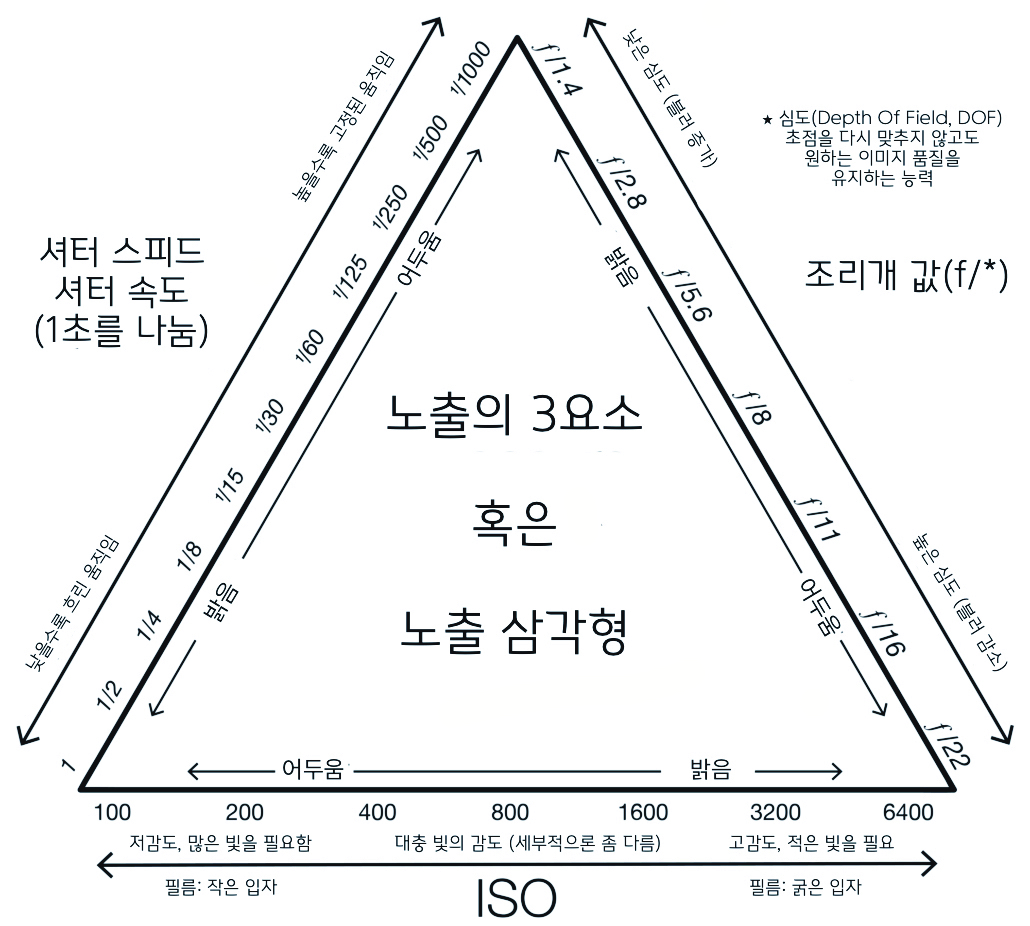 높을수록 고정된 움직임
낮을수록 흐린 움직임
셔터 스피드
셔터 속도
(1초를 나눔)
1/1000
1/500
1/250
1/125
1/60
1/30
1/15
1/8
1/4
1/2
1
어두움
밝음
낮은 심도 (블러 증가)
높은 심도 (블러 감소)
★ 심도(Depth Of Field, DOF)
초점을 다시 맞추지 않고도
원하는 이미지 품질을
유지하는 능력
조리개 값(f/*)
f/1.4
f/2.8
f/5.6
f/8
f/11
f/16
f/22
밝음
어두움
노출의 3요소
혹은
노출 삼각형
어두움 밝음
100 200 400 800 1600 3200 6400
저감도, 많은 빛을 필요함 대충 빛의 감도 (세부적으론 좀 다름) 고감도, 적은 빛을 필요
필름: 작은 입자 필름: 굵은 입자
ISO